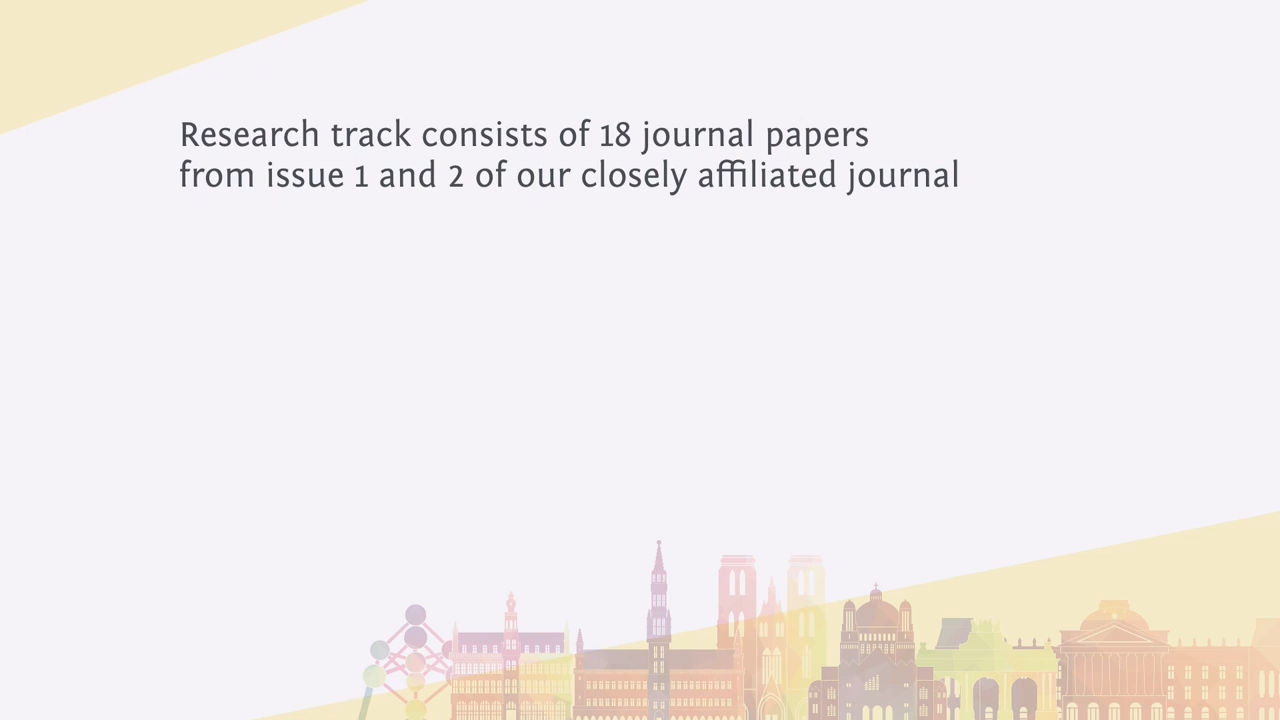 Research track consists of 18 journal papers
from issue 1 and 2 of our closely affiliated journal